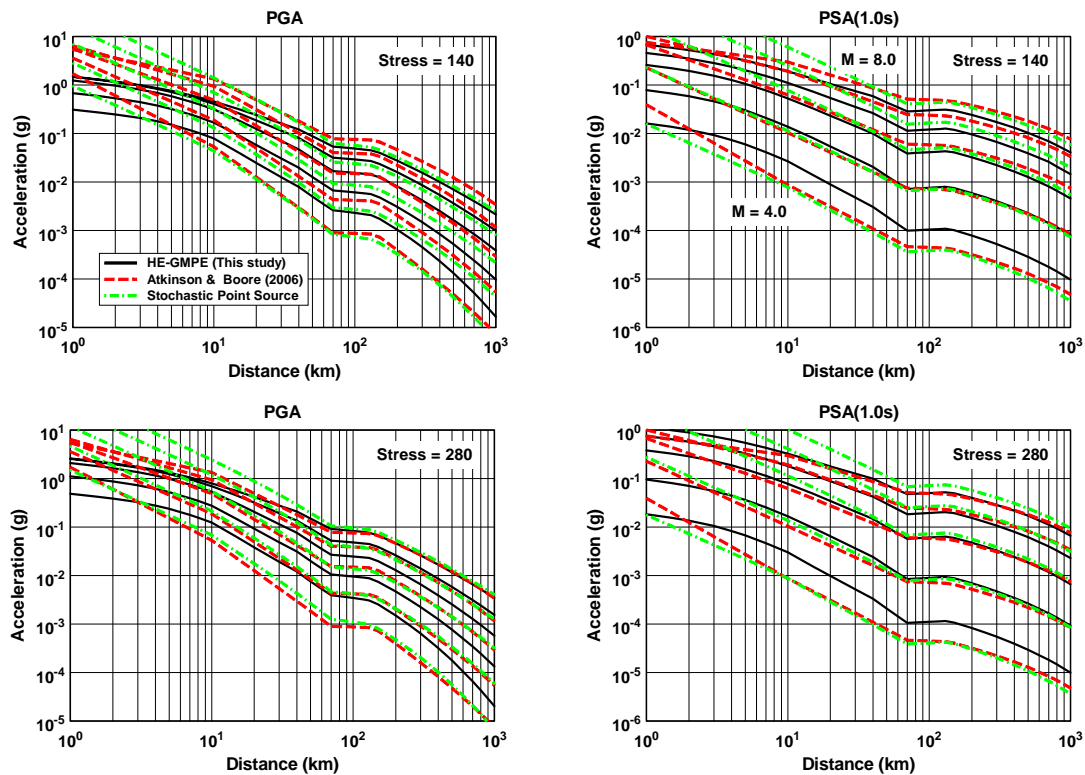 PGA
Stress = 140
Acceleration (g)
10^1
10^0
10^-1
10^-2
10^-3
10^-4
10^-5
HE-GMPE (This study)
Atkinson & Boore (2006)
Stochastic Point Source
10^0 10^1 10^2 10^3
Distance (km)
PSA(1.0s)
M = 8.0 Stress = 140
Acceleration (g)
10^0
10^-1
10^-2
10^-3
10^-4
10^-5
10^-6
M = 4.0
10^0 10^1 10^2 10^3
Distance (km)
PGA
Stress = 280
Acceleration (g)
10^1
10^0
10^-1
10^-2
10^-3
10^-4
10^-5
10^0 10^1 10^2 10^3
Distance (km)
PSA(1.0s)
Stress = 280
Acceleration (g)
10^0
10^-1
10^-2
10^-3
10^-4
10^-5
10^-6
10^0 10^1 10^2 10^3
Distance (km)